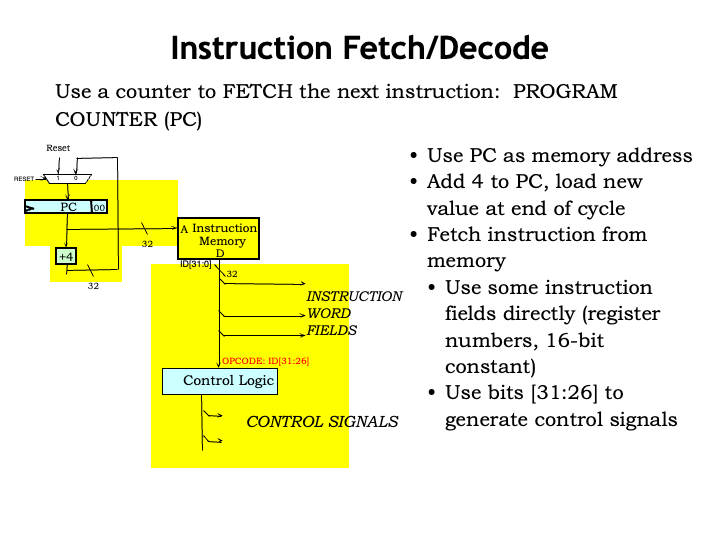 Instruction Fetch/Decode
Use a counter to FETCH the next instruction: PROGRAM
COUNTER (PC)
Reset
RESET
1 0
PC 00
+4
32
32
A Instruction
Memory
D
ID[31:0]
32
INSTRUCTION
WORD
FIELDS
OPCODE: ID[31:26]
Control Logic
CONTROL SIGNALS
• Use PC as memory address
• Add 4 to PC, load new
value at end of cycle
• Fetch instruction from
memory
• Use some instruction
fields directly (register
numbers, 16-bit
constant)
• Use bits [31:26] to
generate control signals